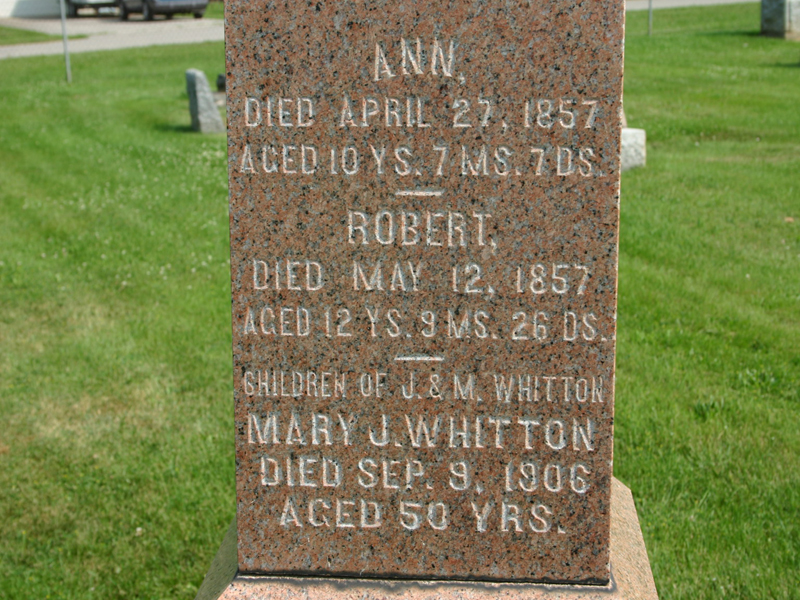 ANN,
DIED APRIL 27, 1857
AGED 10 YS. 7 MS. 7 DS.
ROBERT,
DIED MAY 12, 1857
AGED 12 YS. 9 MS. 26 DS.
CHILDREN OF J. & M. WHITTON
MARY J. WHITTON
DIED SEP. 9, 1906
AGED 50 YRS.